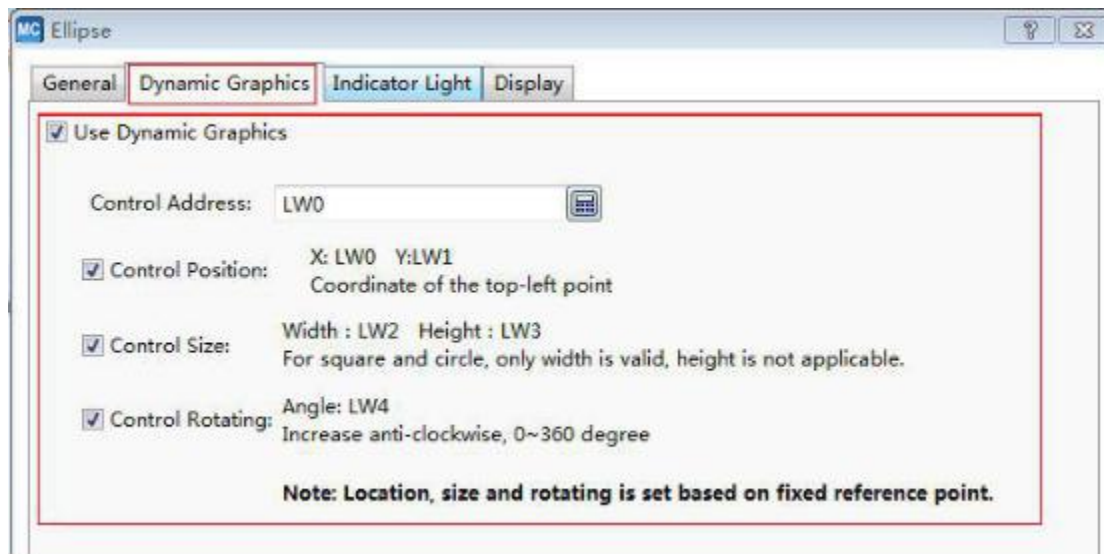 MC Ellipse
General Dynamic Graphics Indicator Light Display
Use Dynamic Graphics
Control Address: LW0
Control Position: X: LW0 Y:LW1
Coordinate of the top-left point
Control Size: Width : LW2 Height : LW3
For square and circle, only width is valid, height is not applicable.
Control Rotating: Angle: LW4
Increase anti-clockwise, 0~360 degree
Note: Location, size and rotating is set based on fixed reference point.